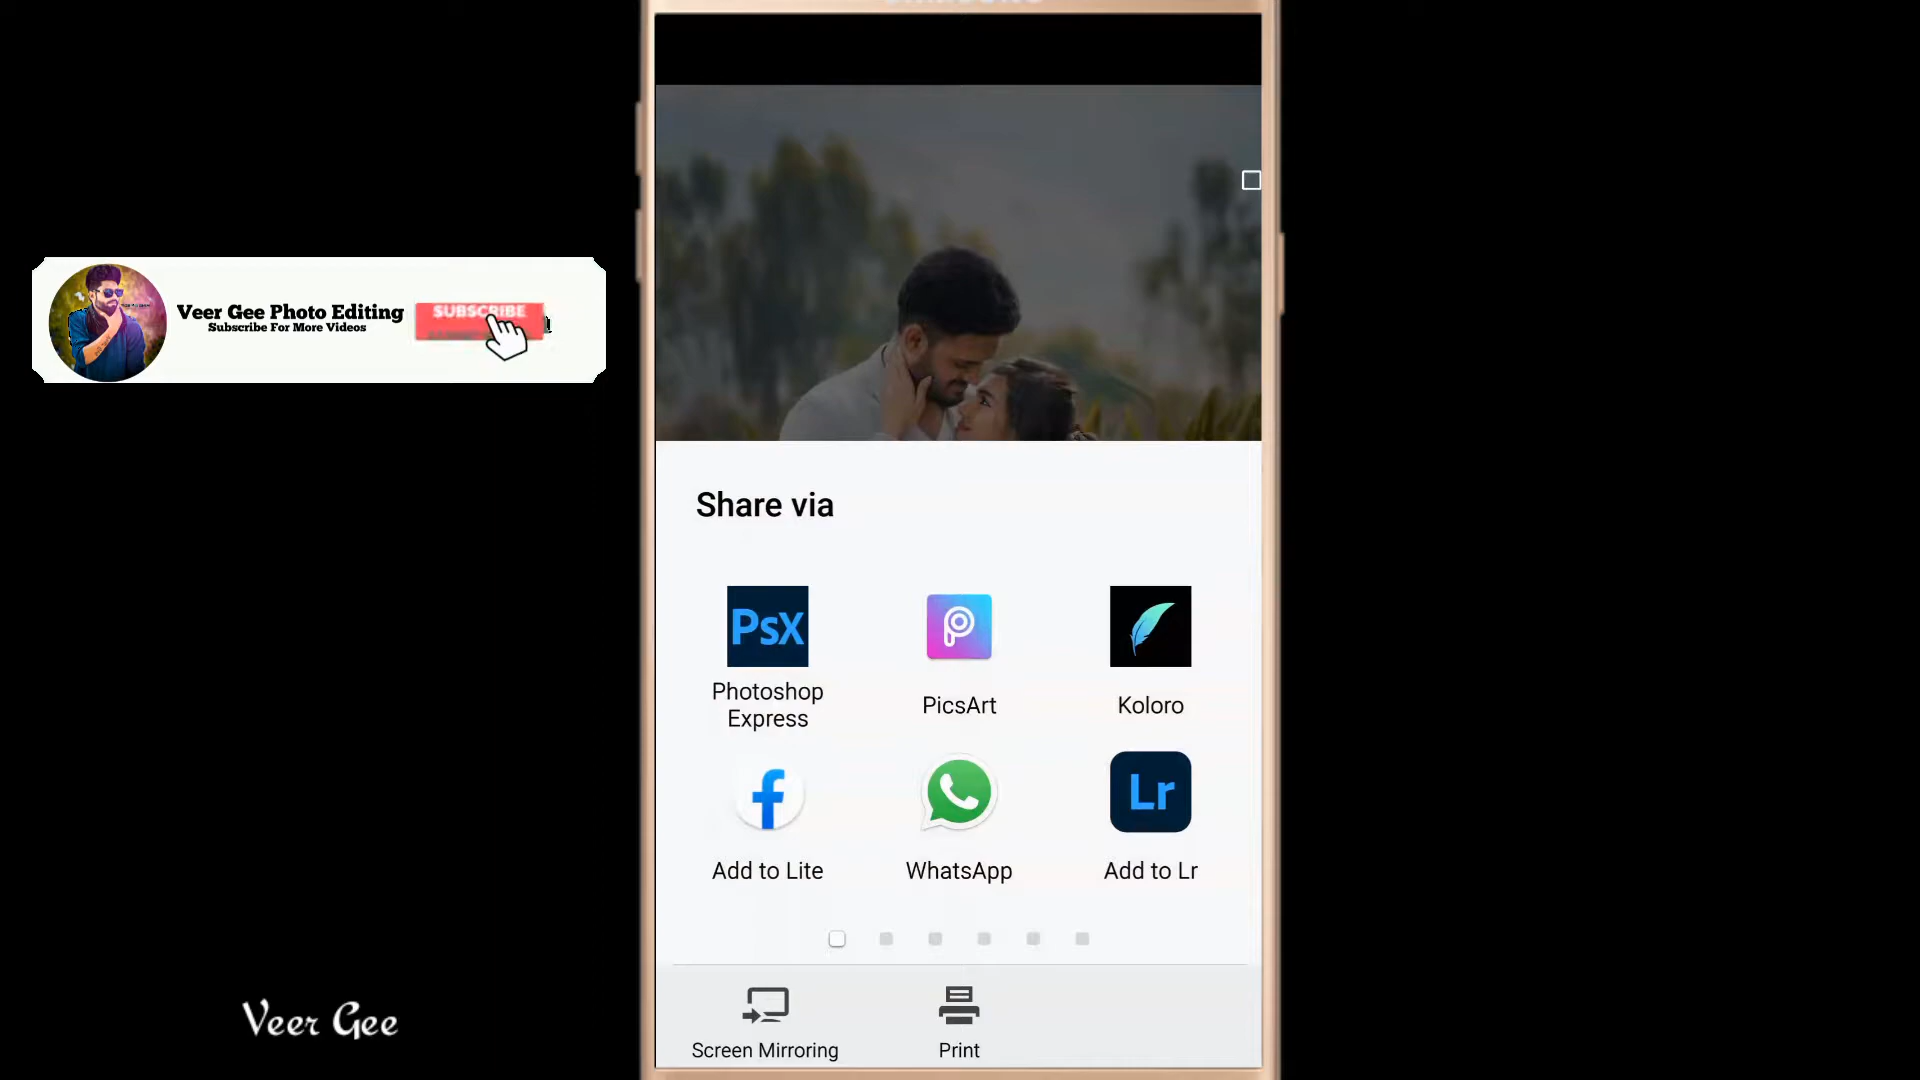 Veer Gee Photo Editing
Subscribe For More Videos
SUBSCRIBE
Share via
PsX
Photoshop
Express
PicsArt
Koloro
Add to Lite
WhatsApp
Lr
Add to Lr
Screen Mirroring
Print
Veer Gee